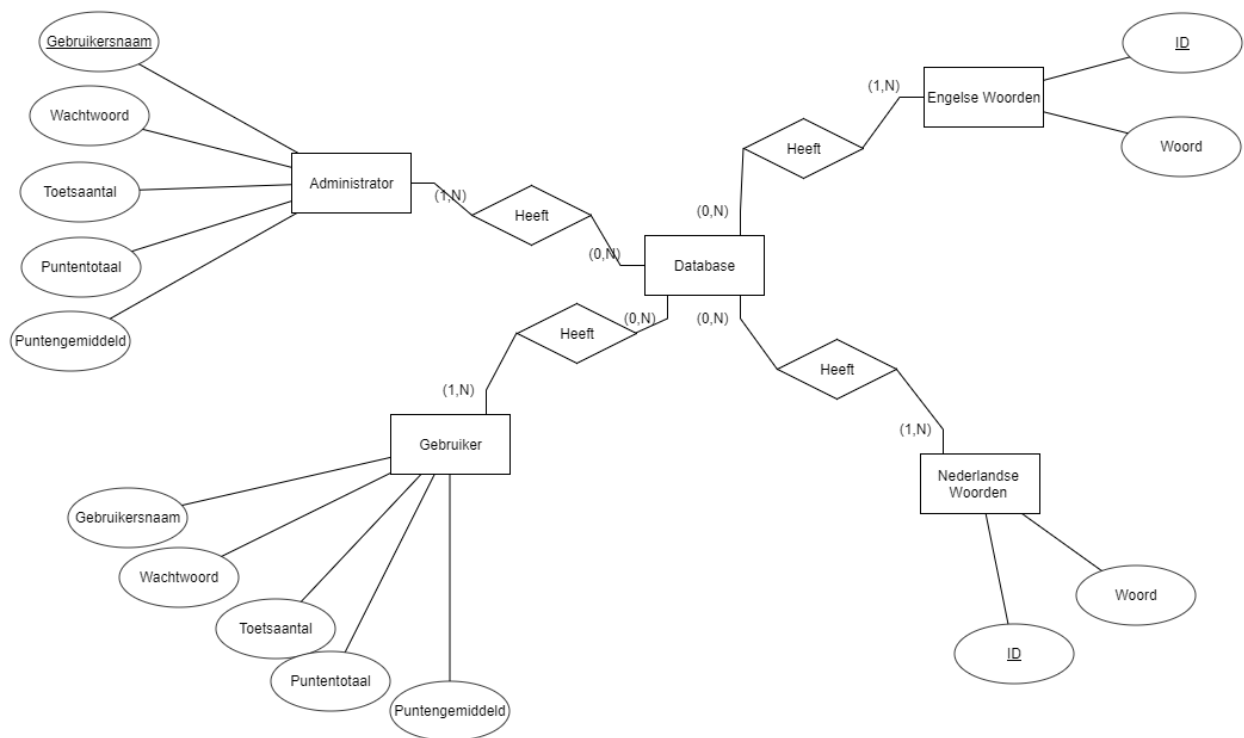 Gebruikersnaam
ID
Engelse Woorden
(1,N)
Wachtwoord
Heeft
Woord
Administrator
Toetsaantal
(1,N)
Heeft
(0,N)
Puntentotaal
(0,N)
Database
Puntengemiddeld
Heeft
(0,N)
(0,N)
Heeft
(1,N)
(1,N)
Gebruiker
Nederlandse
Woorden
Gebruikersnaam
Wachtwoord
Woord
Toetsaantal
ID
Puntentotaal
Puntengemiddeld